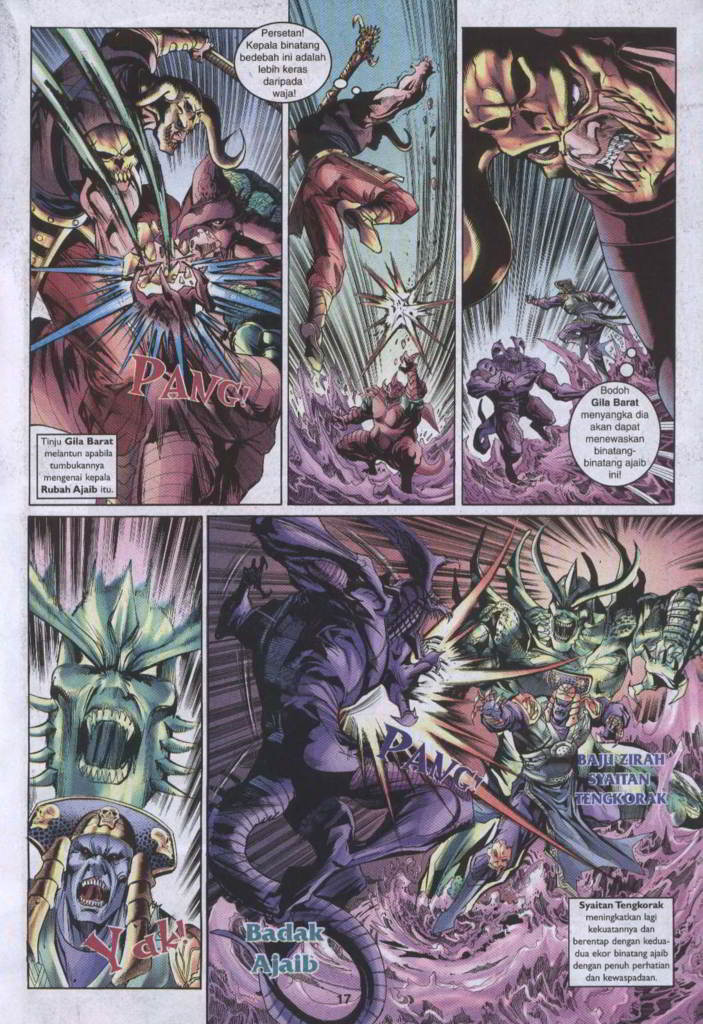 Persetan!
Kepala binatang
bedebah ini adalah
lebih keras
daripada
waja!
PANG!
Tinju Gila Barat
melantun apabila
tumbukannya
mengenai kepala
Rubah Ajaib itu.
Bodoh
Gila Barat
menyangka dia
akan dapat
menewaskan
binatang-
binatang ajaib
ini!
Yak!
PANG!
BAJU ZIRAH
SYAITAN
TENGKORAK
Badak
Ajaib
Syaitan Tengkorak
meningkatkan lagi
kekuatannya dan
berentap dengan kedua-
dua ekor binatang ajaib
dengan penuh perhatian
dan kewaspadaan.
17